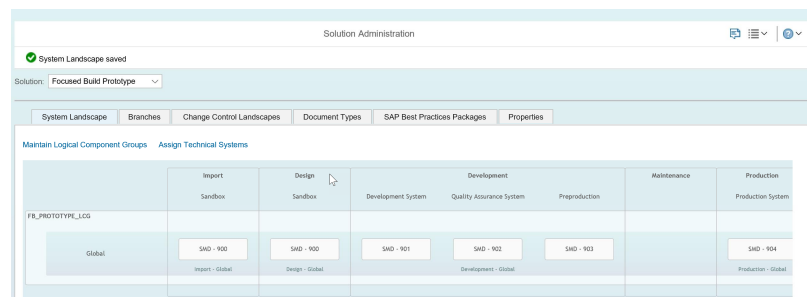 Solution Administration
System Landscape saved
Solution: Focused Build Prototype
System Landscape Branches Change Control Landscapes Document Types SAP Best Practices Packages Properties
Maintain Logical Component Groups Assign Technical Systems
Import Design Development Maintenance Production
Sandbox Sandbox Development System Quality Assurance System Preproduction Production System
FB_PROTOTYPE_LCG
Global SMD - 900 SMD - 900 SMD - 901 SMD - 902 SMD - 903 SMD - 904
Import - Global Design - Global Development - Global Production - Global